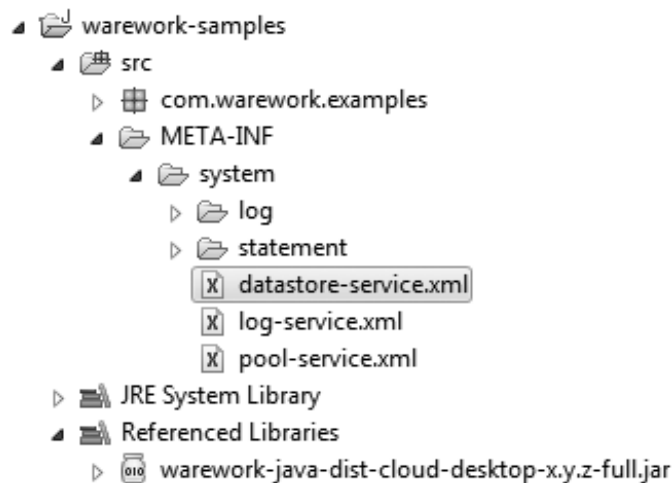 warework-samples
src
com.warework.examples
META-INF
system
log
statement
datastore-service.xml
log-service.xml
pool-service.xml
JRE System Library
Referenced Libraries
warework-java-dist-cloud-desktop-x.y.z-full.jar